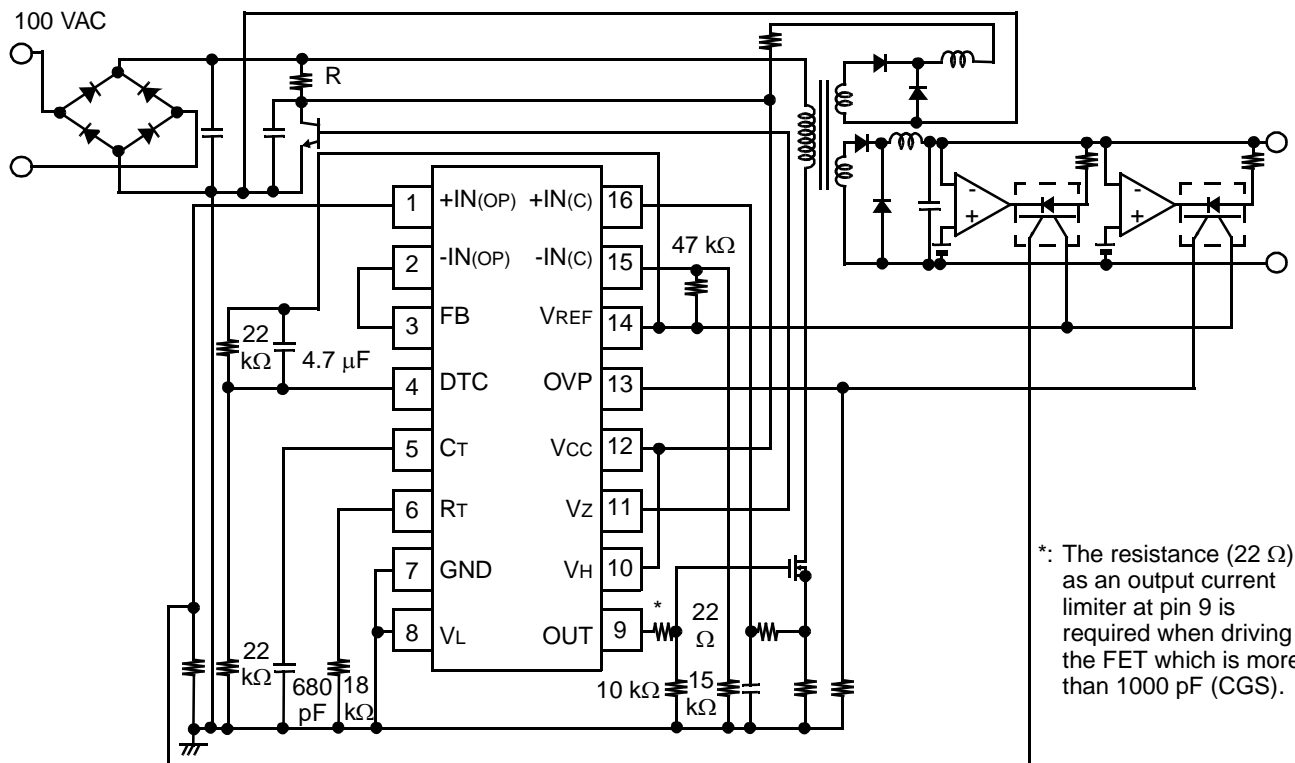 100 VAC
R
1 +IN(OP) +IN(C) 16
47 kΩ
2 -IN(OP) -IN(C) 15
3 FB VREF 14
22 kΩ
4.7 µF
4 DTC OVP 13
5 CT VCC 12
6 RT VZ 11
7 GND VH 10
8 VL OUT 9
* 22 Ω
22 kΩ
680 pF
18 kΩ
10 kΩ
15 kΩ
- +
- +
*: The resistance (22 Ω)
as an output current
limiter at pin 9 is
required when driving
the FET which is more
than 1000 pF (CGS).